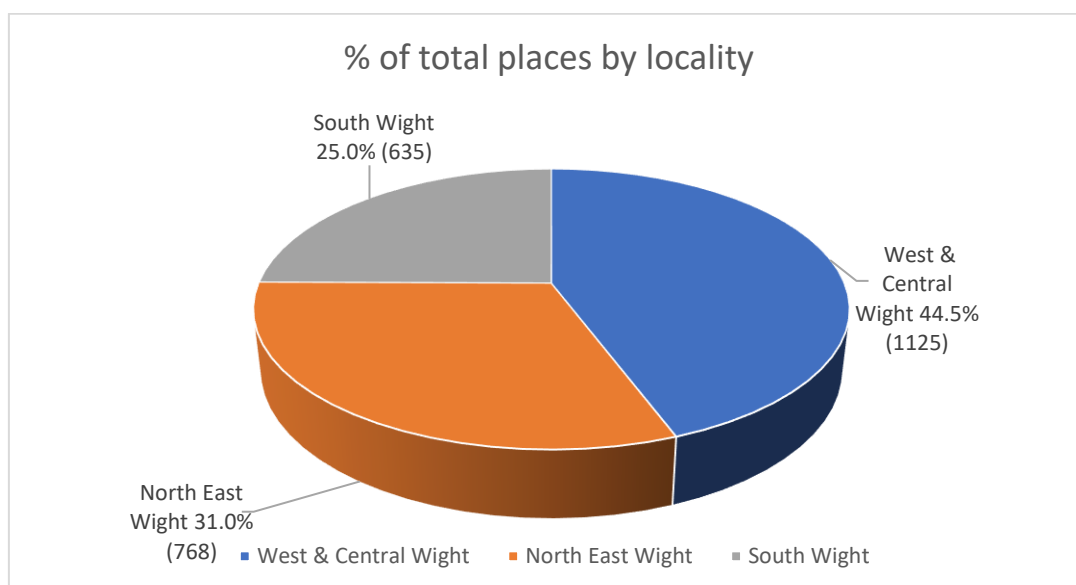 % of total places by locality
South Wight
25.0% (635)
West &
Central
Wight 44.5%
(1125)
North East
Wight 31.0%
(768)
West & Central Wight
North East Wight
South Wight